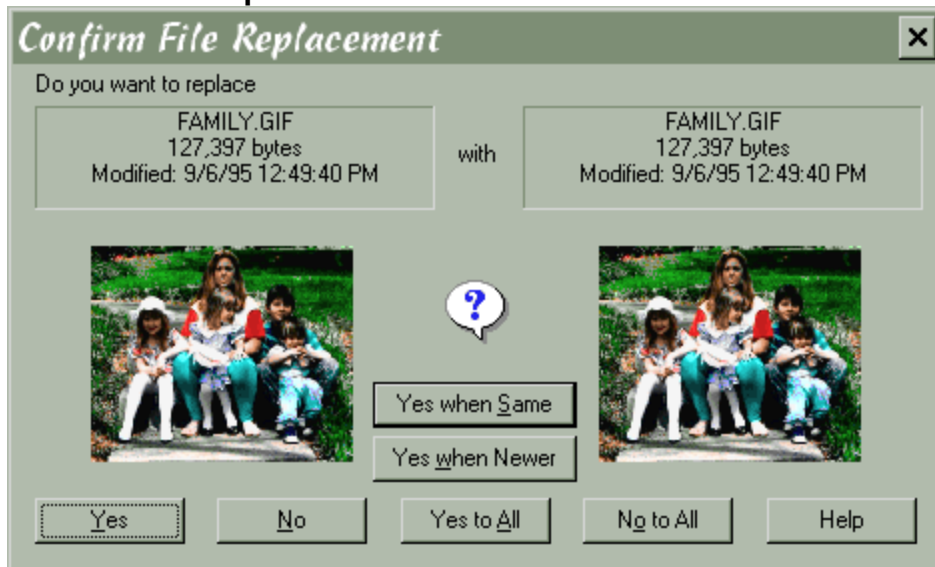 Confirm File Replacement
Do you want to replace
FAMILY.GIF
127,397 bytes
Modified: 9/6/95 12:49:40 PM
with
FAMILY.GIF
127,397 bytes
Modified: 9/6/95 12:49:40 PM
?
Yes when Same
Yes when Newer
Yes
No
Yes to All
No to All
Help